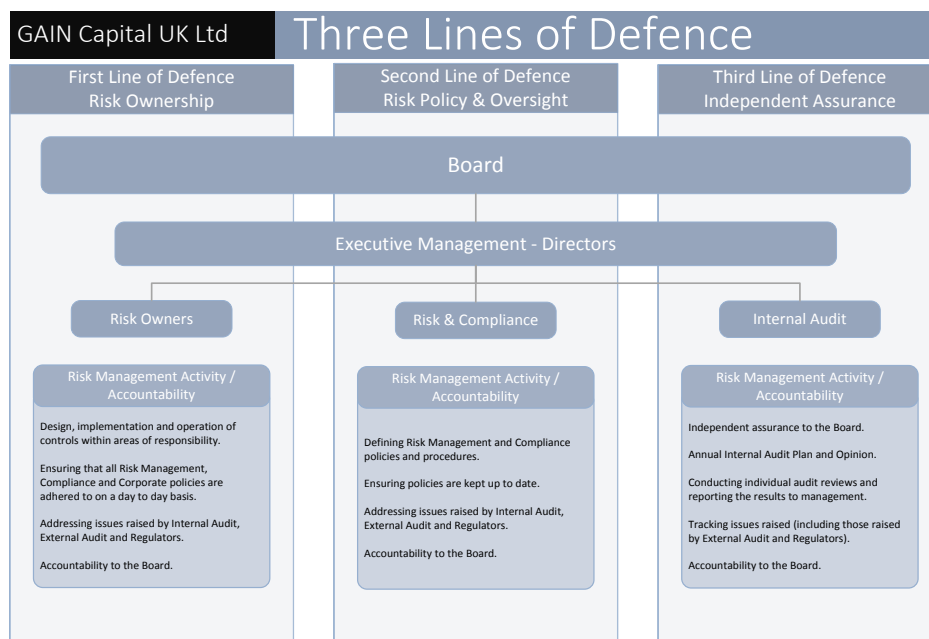 GAIN Capital UK Ltd
Three Lines of Defence
First Line of Defence
Risk Ownership
Second Line of Defence
Risk Policy & Oversight
Third Line of Defence
Independent Assurance
Board
Executive Management - Directors
Risk Owners
Risk & Compliance
Internal Audit
Risk Management Activity /
Accountability
Design, implementation and operation of
controls within areas of responsibility.
Ensuring that all Risk Management,
Compliance and Corporate policies are
adhered to on a day to day basis.
Addressing issues raised by Internal Audit,
External Audit and Regulators.
Accountability to the Board.
Risk Management Activity /
Accountability
Defining Risk Management and Compliance
policies and procedures.
Ensuring policies are kept up to date.
Addressing issues raised by Internal Audit,
External Audit and Regulators.
Accountability to the Board.
Risk Management Activity /
Accountability
Independent assurance to the Board.
Annual Internal Audit Plan and Opinion.
Conducting individual audit reviews and
reporting the results to management.
Tracking issues raised (including those raised
by External Audit and Regulators).
Accountability to the Board.